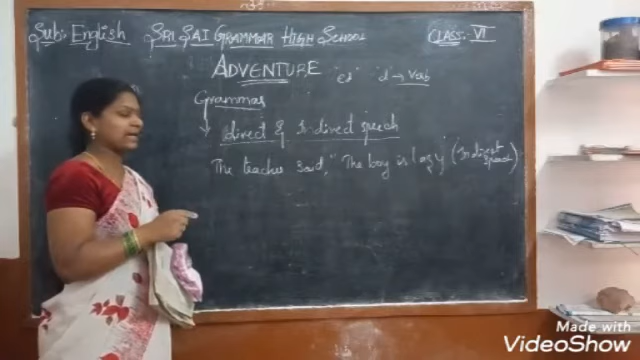 Sub: English SRI SAI GRAMMAR HIGH SCHOOL CLASS: VI
ADVENTURE "ed" "d" → Verb
Grammar
Direct & Indirect speech
The teacher said, "The boy is lazy" (Indirect speech)
Made with
VideoShow